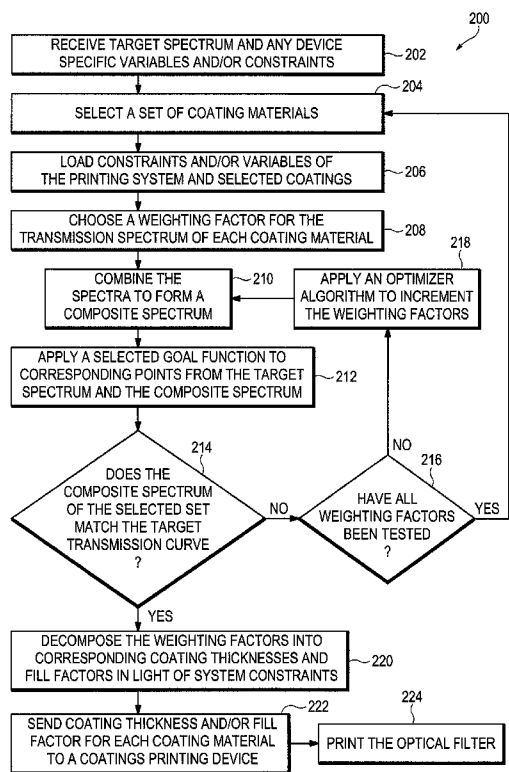 200
RECEIVE TARGET SPECTRUM AND ANY DEVICE
SPECIFIC VARIABLES AND/OR CONSTRAINTS
202
204
SELECT A SET OF COATING MATERIALS
LOAD CONSTRAINTS AND/OR VARIABLES OF
THE PRINTING SYSTEM AND SELECTED COATINGS
206
CHOOSE A WEIGHTING FACTOR FOR THE
TRANSMISSION SPECTRUM OF EACH COATING MATERIAL
208
COMBINE THE
SPECTRA TO FORM A
COMPOSITE SPECTRUM
210
218
APPLY AN OPTIMIZER
ALGORITHM TO INCREMENT
THE WEIGHTING FACTORS
APPLY A SELECTED GOAL FUNCTION TO
CORRESPONDING POINTS FROM THE TARGET
SPECTRUM AND THE COMPOSITE SPECTRUM
212
214
DOES THE
COMPOSITE SPECTRUM
OF THE SELECTED SET
MATCH THE TARGET
TRANSMISSION CURVE
?
NO
NO
216
HAVE ALL
WEIGHTING FACTORS
BEEN TESTED
?
YES
YES
DECOMPOSE THE WEIGHTING FACTORS INTO
CORRESPONDING COATING THICKNESSES AND
FILL FACTORS IN LIGHT OF SYSTEM CONSTRAINTS
220
222
SEND COATING THICKNESS AND/OR FILL
FACTOR FOR EACH COATING MATERIAL
TO A COATINGS PRINTING DEVICE
224
PRINT THE OPTICAL FILTER